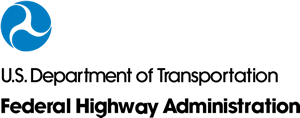 U.S. Department of Transportation
Federal Highway Administration